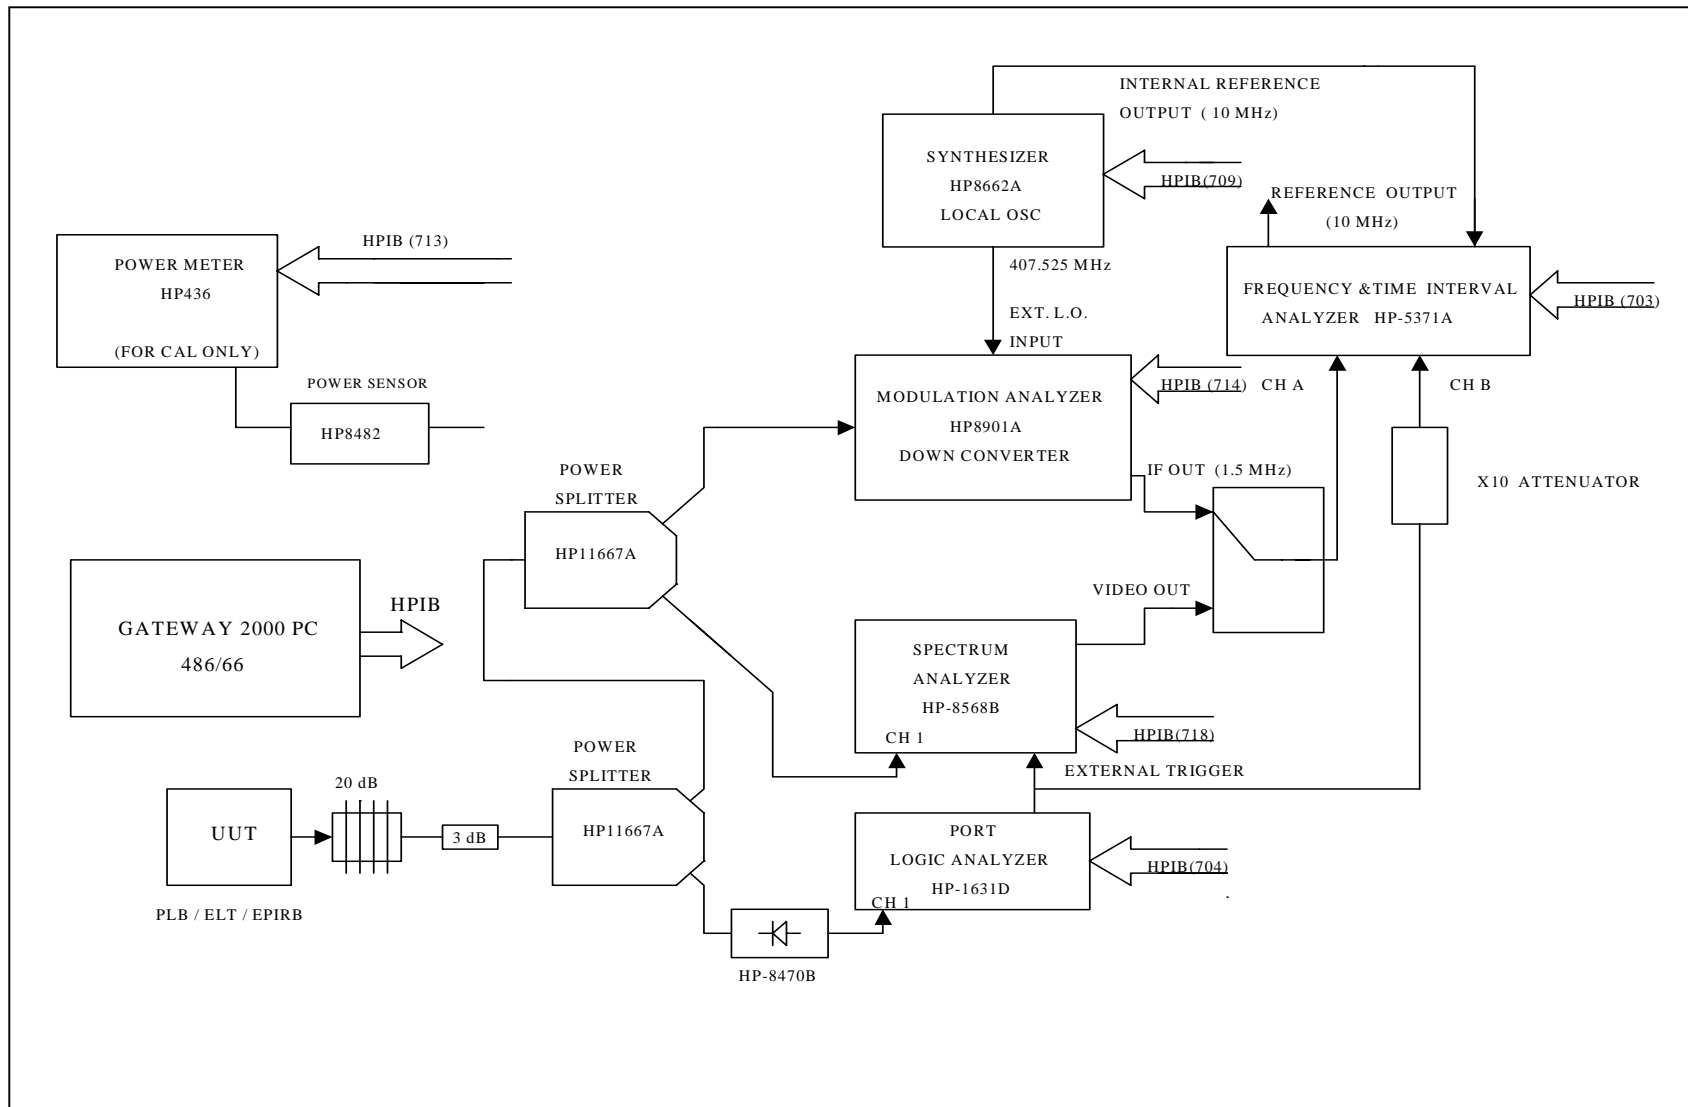 INTERNAL REFERENCE
OUTPUT ( 10 MHz)
SYNTHESIZER
HP8662A
LOCAL OSC
HPIB(709)
REFERENCE OUTPUT
(10 MHz)
HPIB (713)
POWER METER
HP436
(FOR CAL ONLY)
407.525 MHz
EXT. L.O.
INPUT
FREQUENCY &TIME INTERVAL
ANALYZER HP-5371A
HPIB (703)
POWER SENSOR
HP8482
MODULATION ANALYZER
HP8901A
DOWN CONVERTER
HPIB (714)
CH A
CH B
POWER
SPLITTER
HP11667A
IF OUT (1.5 MHz)
X10 ATTENUATOR
GATEWAY 2000 PC
486/66
HPIB
VIDEO OUT
SPECTRUM
ANALYZER
HP-8568B
CH 1
HPIB(718)
EXTERNAL TRIGGER
POWER
SPLITTER
HP11667A
20 dB
UUT
3 dB
PLB / ELT / EPIRB
PORT
LOGIC ANALYZER
HP-1631D
CH 1
HPIB(704)
HP-8470B